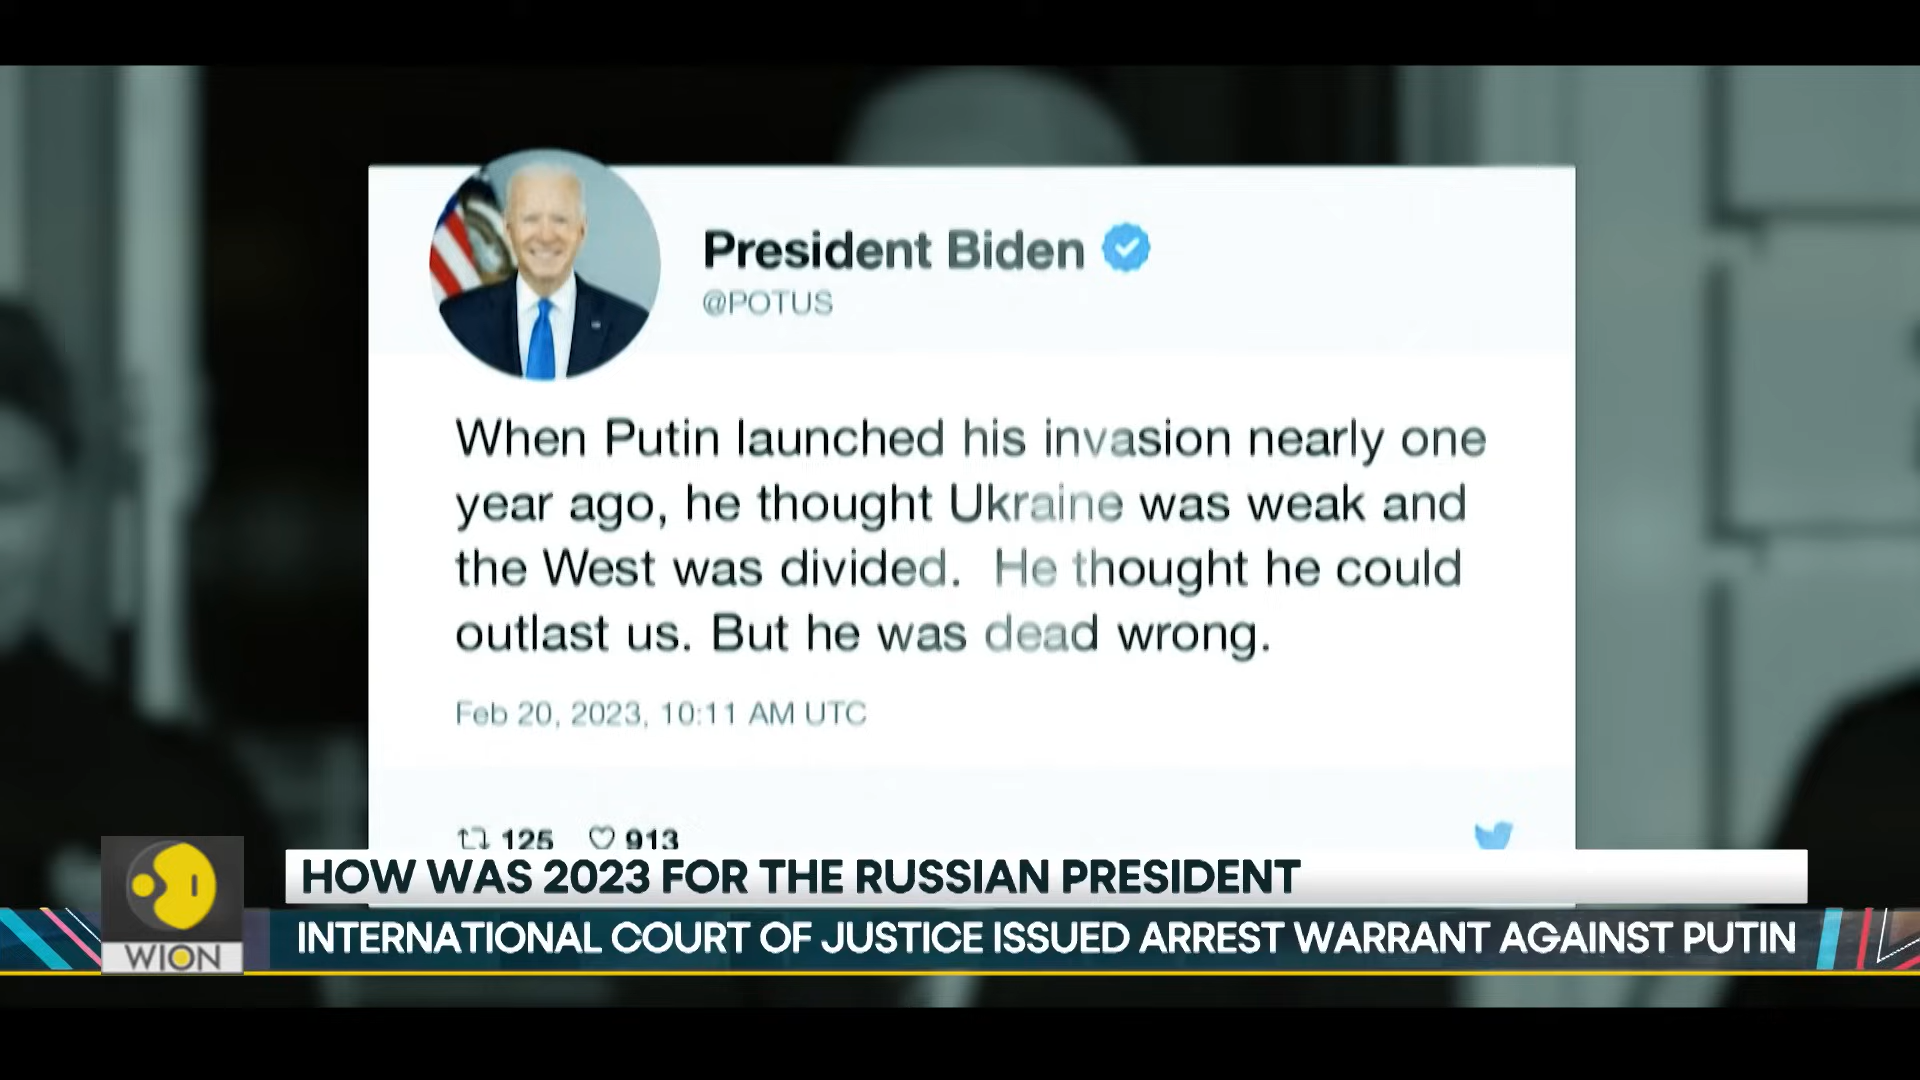 President Biden
@POTUS
When Putin launched his invasion nearly one
year ago, he thought Ukraine was weak and
the West was divided. He thought he could
outlast us. But he was dead wrong.
Feb 20, 2023, 10:11 AM UTC
125 913
HOW WAS 2023 FOR THE RUSSIAN PRESIDENT
INTERNATIONAL COURT OF JUSTICE ISSUED ARREST WARRANT AGAINST PUTIN
WION